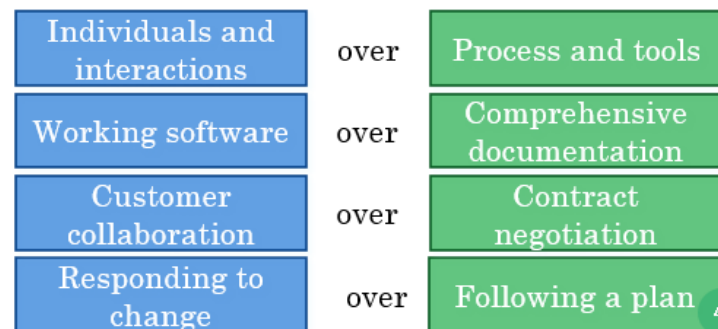 Individuals and
interactions
over
Process and tools
Working software
over
Comprehensive
documentation
Customer
collaboration
over
Contract
negotiation
Responding to
change
over
Following a plan